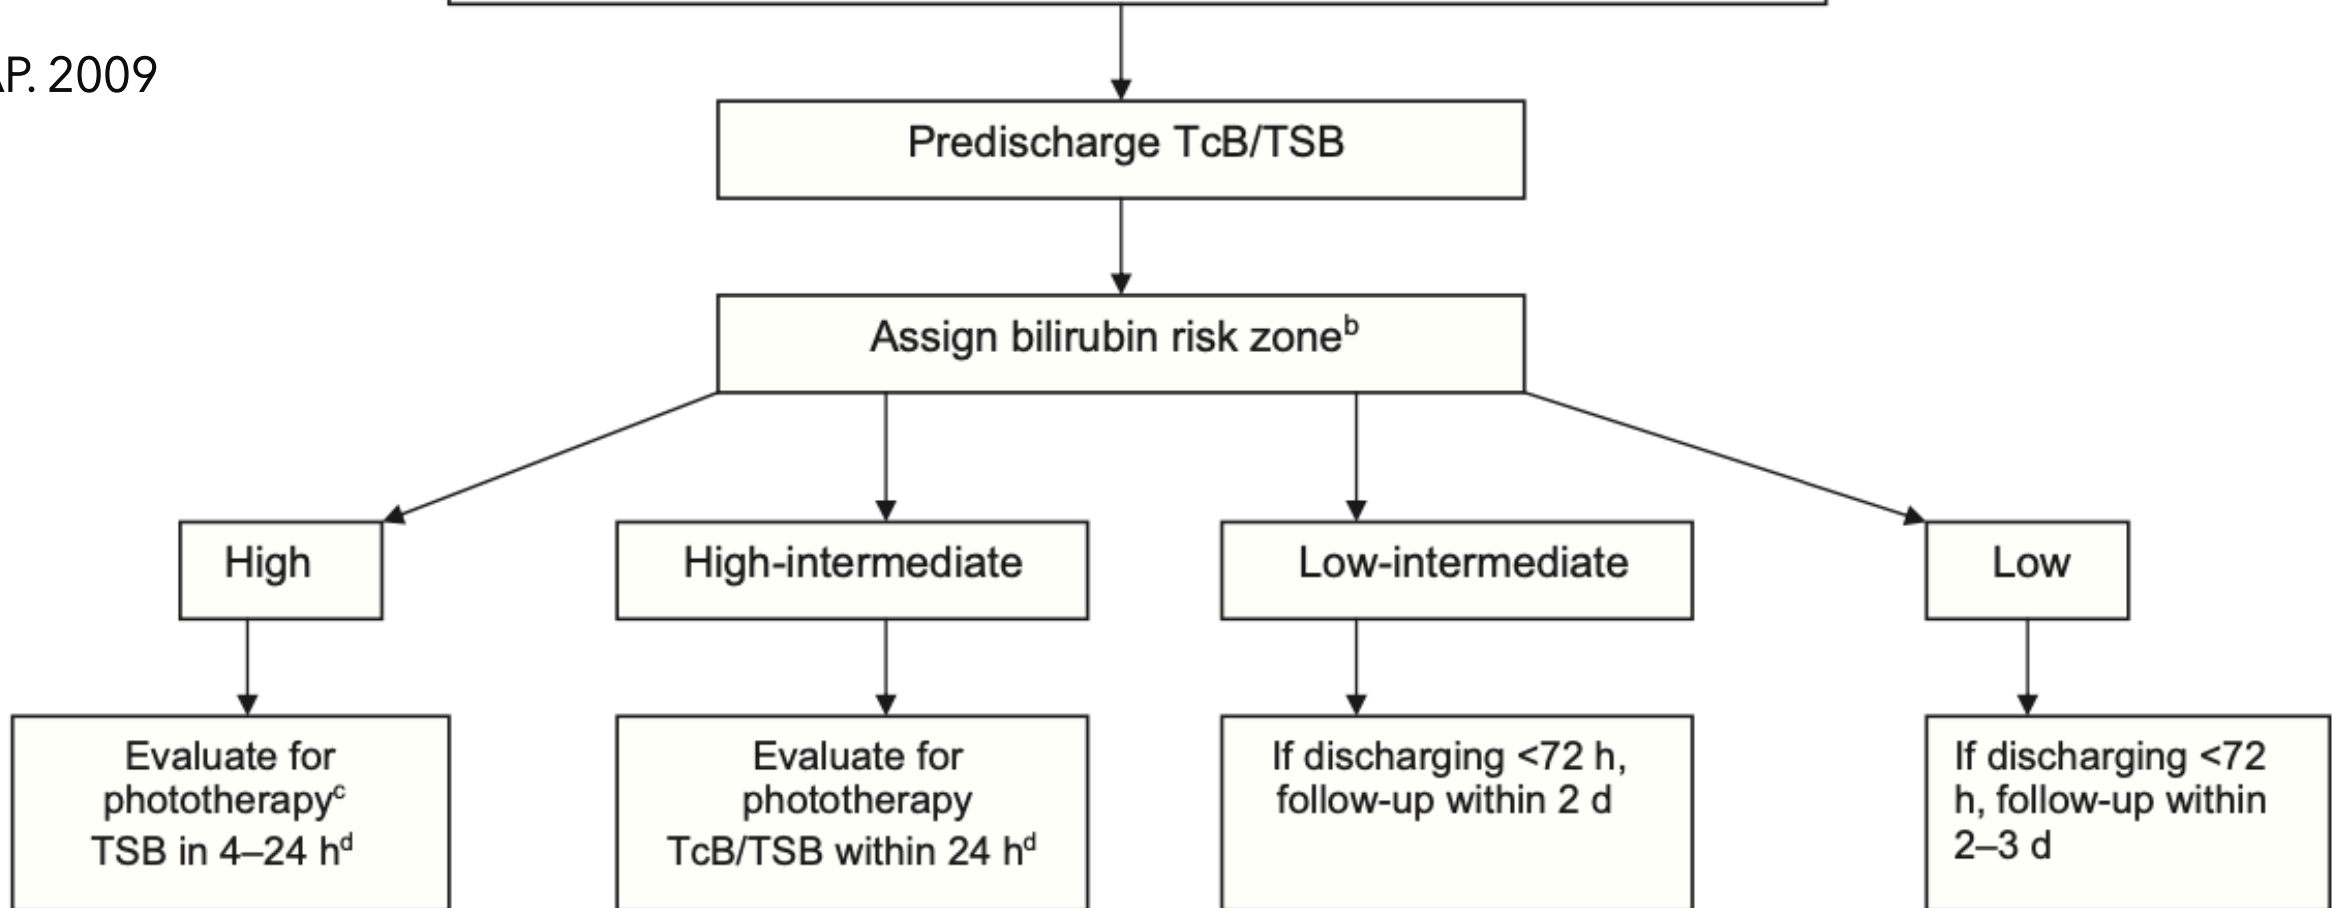 AP. 2009
Predischarge TcB/TSB
Assign bilirubin risk zoneᵇ
High
High-intermediate
Low-intermediate
Low
Evaluate for
phototherapyᶜ
TSB in 4–24 hᵈ
Evaluate for
phototherapy
TcB/TSB within 24 hᵈ
If discharging <72 h,
follow-up within 2 d
If discharging <72
h, follow-up within
2–3 d